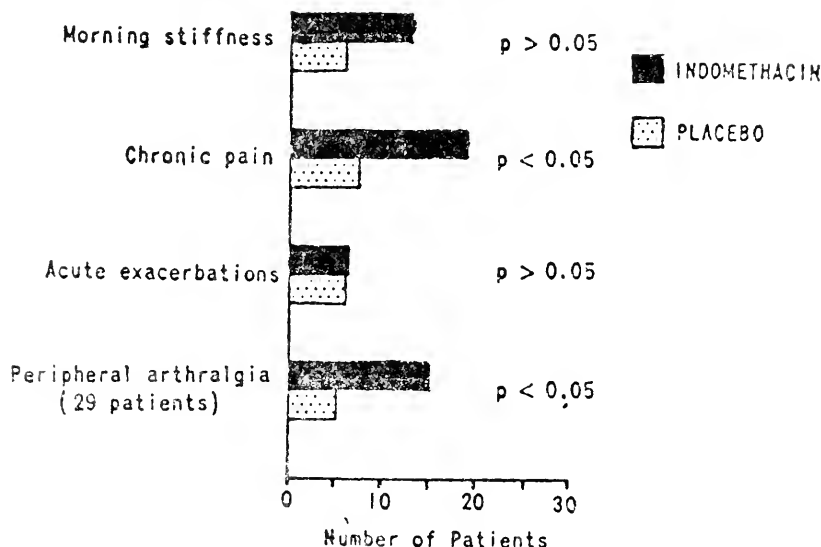 Morning stiffness
p > 0.05
INDOMETHACIN
PLACEBO
Chronic pain
p < 0.05
Acute exacerbations
p > 0.05
Peripheral arthralgia
(29 patients)
p < 0.05
0 10 20 30
Number of Patients